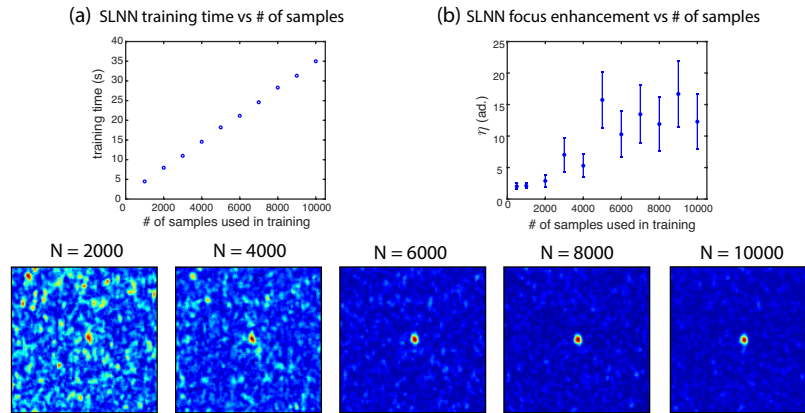 (a) SLNN training time vs # of samples
40
35
30
25
20
15
10
5
0
training time (s)
0 2000 4000 6000 8000 10000
# of samples used in training
(b) SLNN focus enhancement vs # of samples
25
20
15
10
5
0
η (ad.)
0 2000 4000 6000 8000 10000
# of samples used in training
N = 2000 N = 4000 N = 6000 N = 8000 N = 10000